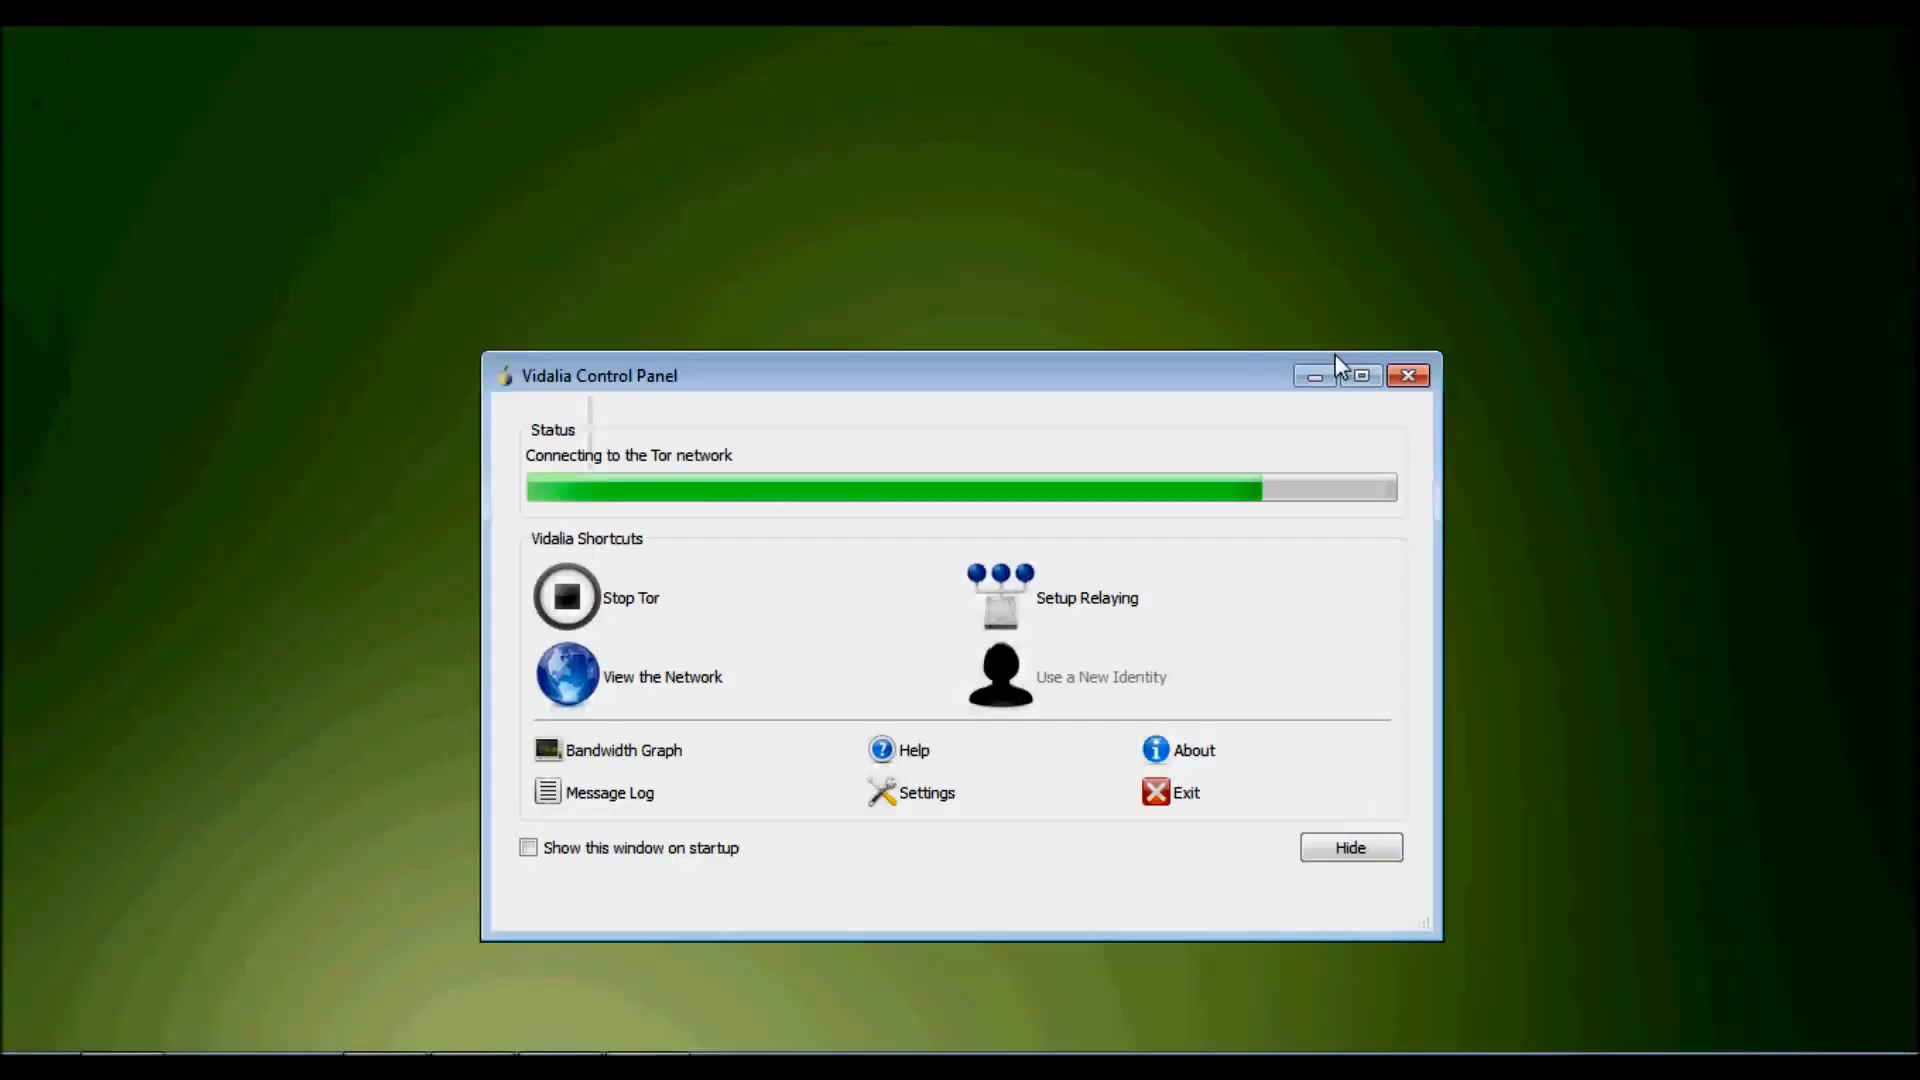 Vidalia Control Panel
Status
Connecting to the Tor network
Vidalia Shortcuts
Stop Tor
Setup Relaying
View the Network
Use a New Identity
Bandwidth Graph
Help
About
Message Log
Settings
Exit
Show this window on startup
Hide